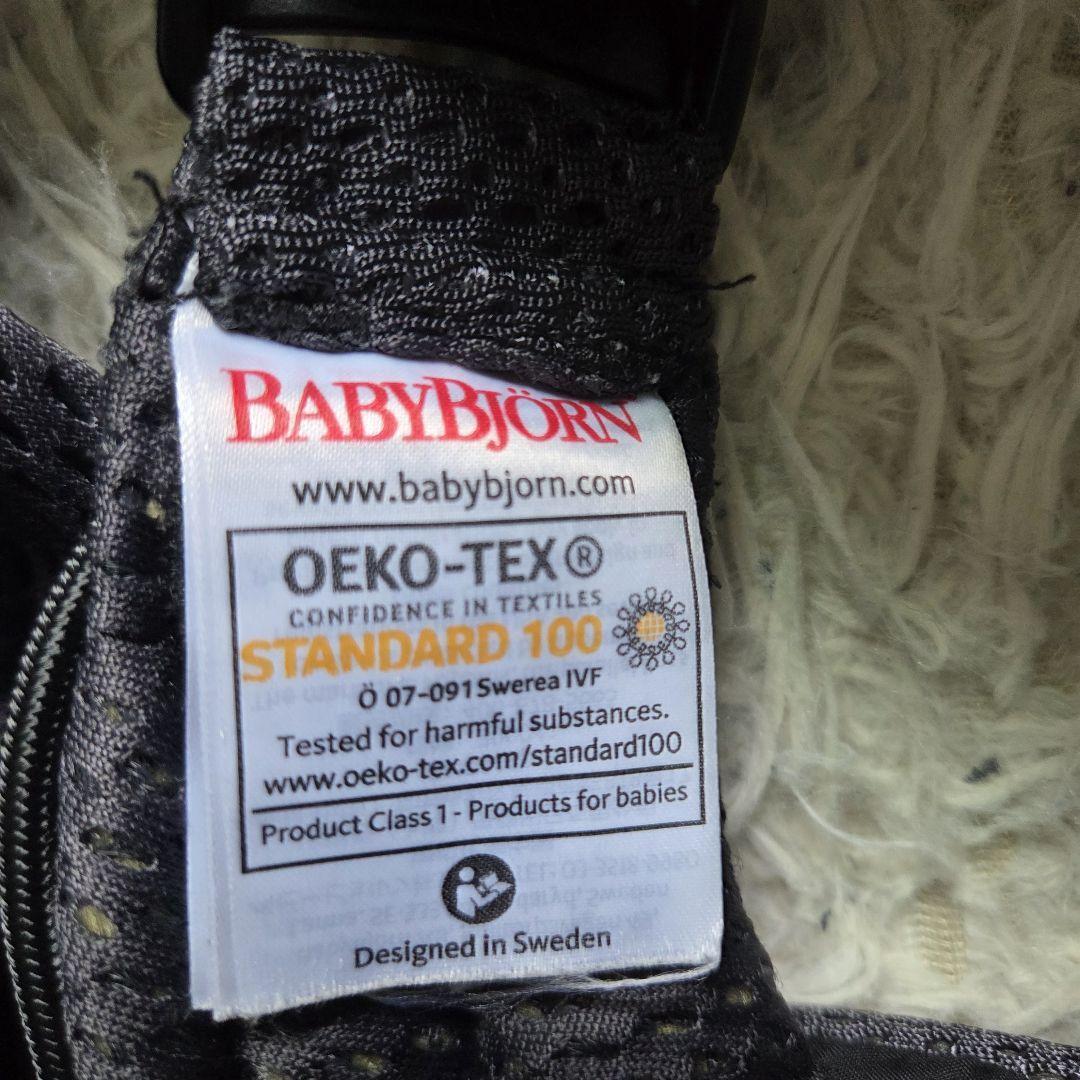 BABYBJÖRN
www.babybjorn.com
OEKO-TEX®
CONFIDENCE IN TEXTILES
STANDARD 100
Ö 07-091 Swerea IVF
Tested for harmful substances.
www.oeko-tex.com/standard100
Product Class 1 - Products for babies
Designed in Sweden